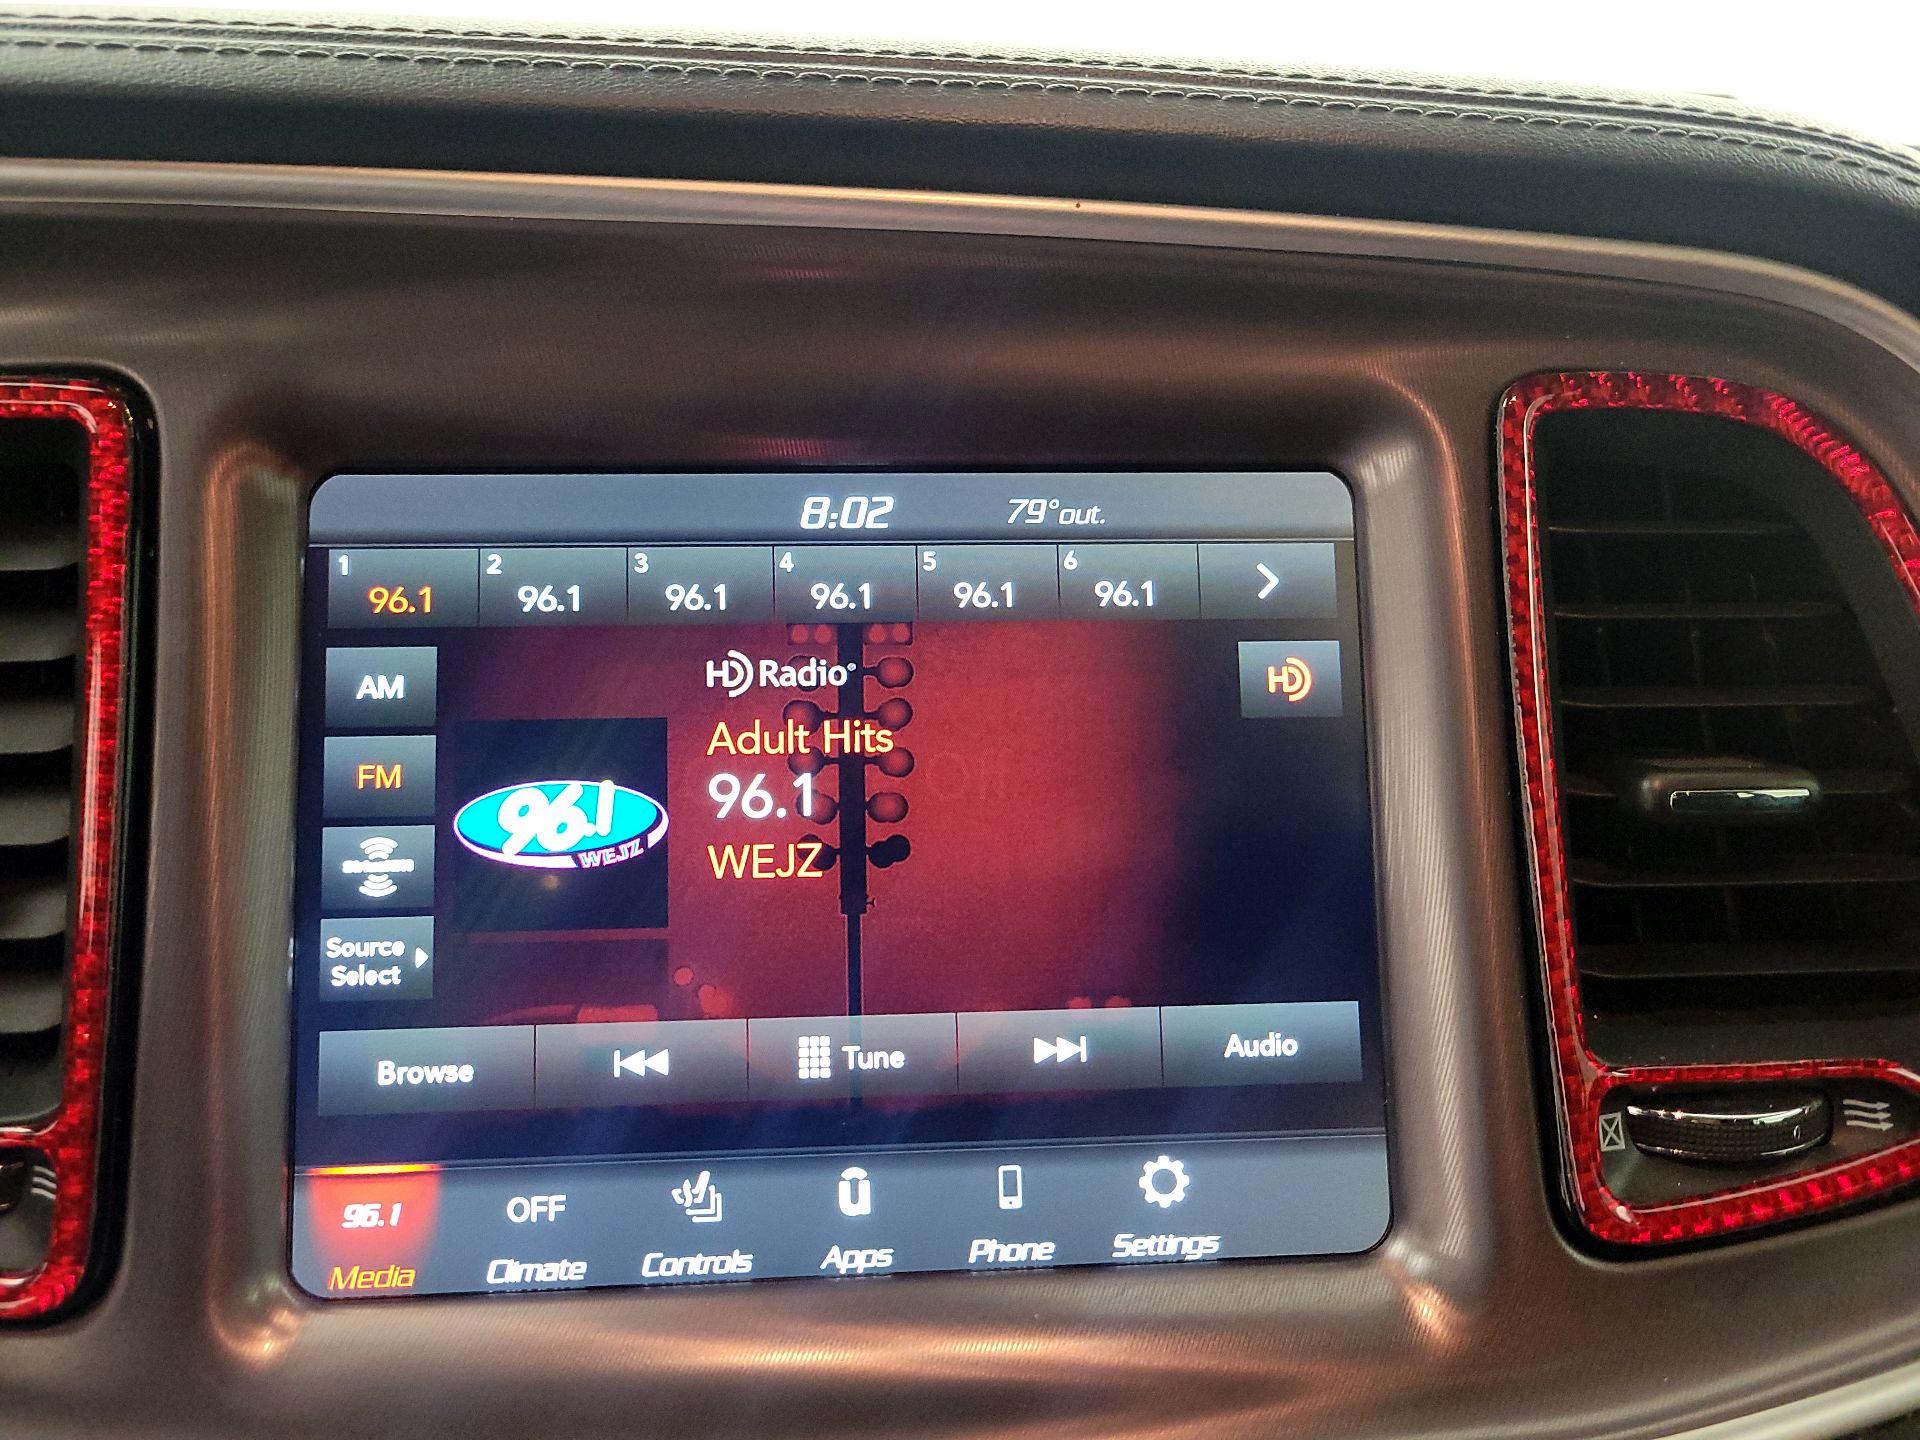 8:02 79°out.
1 2 3 4 5 6
96.1 96.1 96.1 96.1 96.1 96.1
AM
HD Radio®
HD
Adult Hits
FM
96.1
96.1
WEJZ
WEJZ
Source
Select
Browse Tune Audio
96.1 OFF
Media Climate Controls Apps Phone Settings